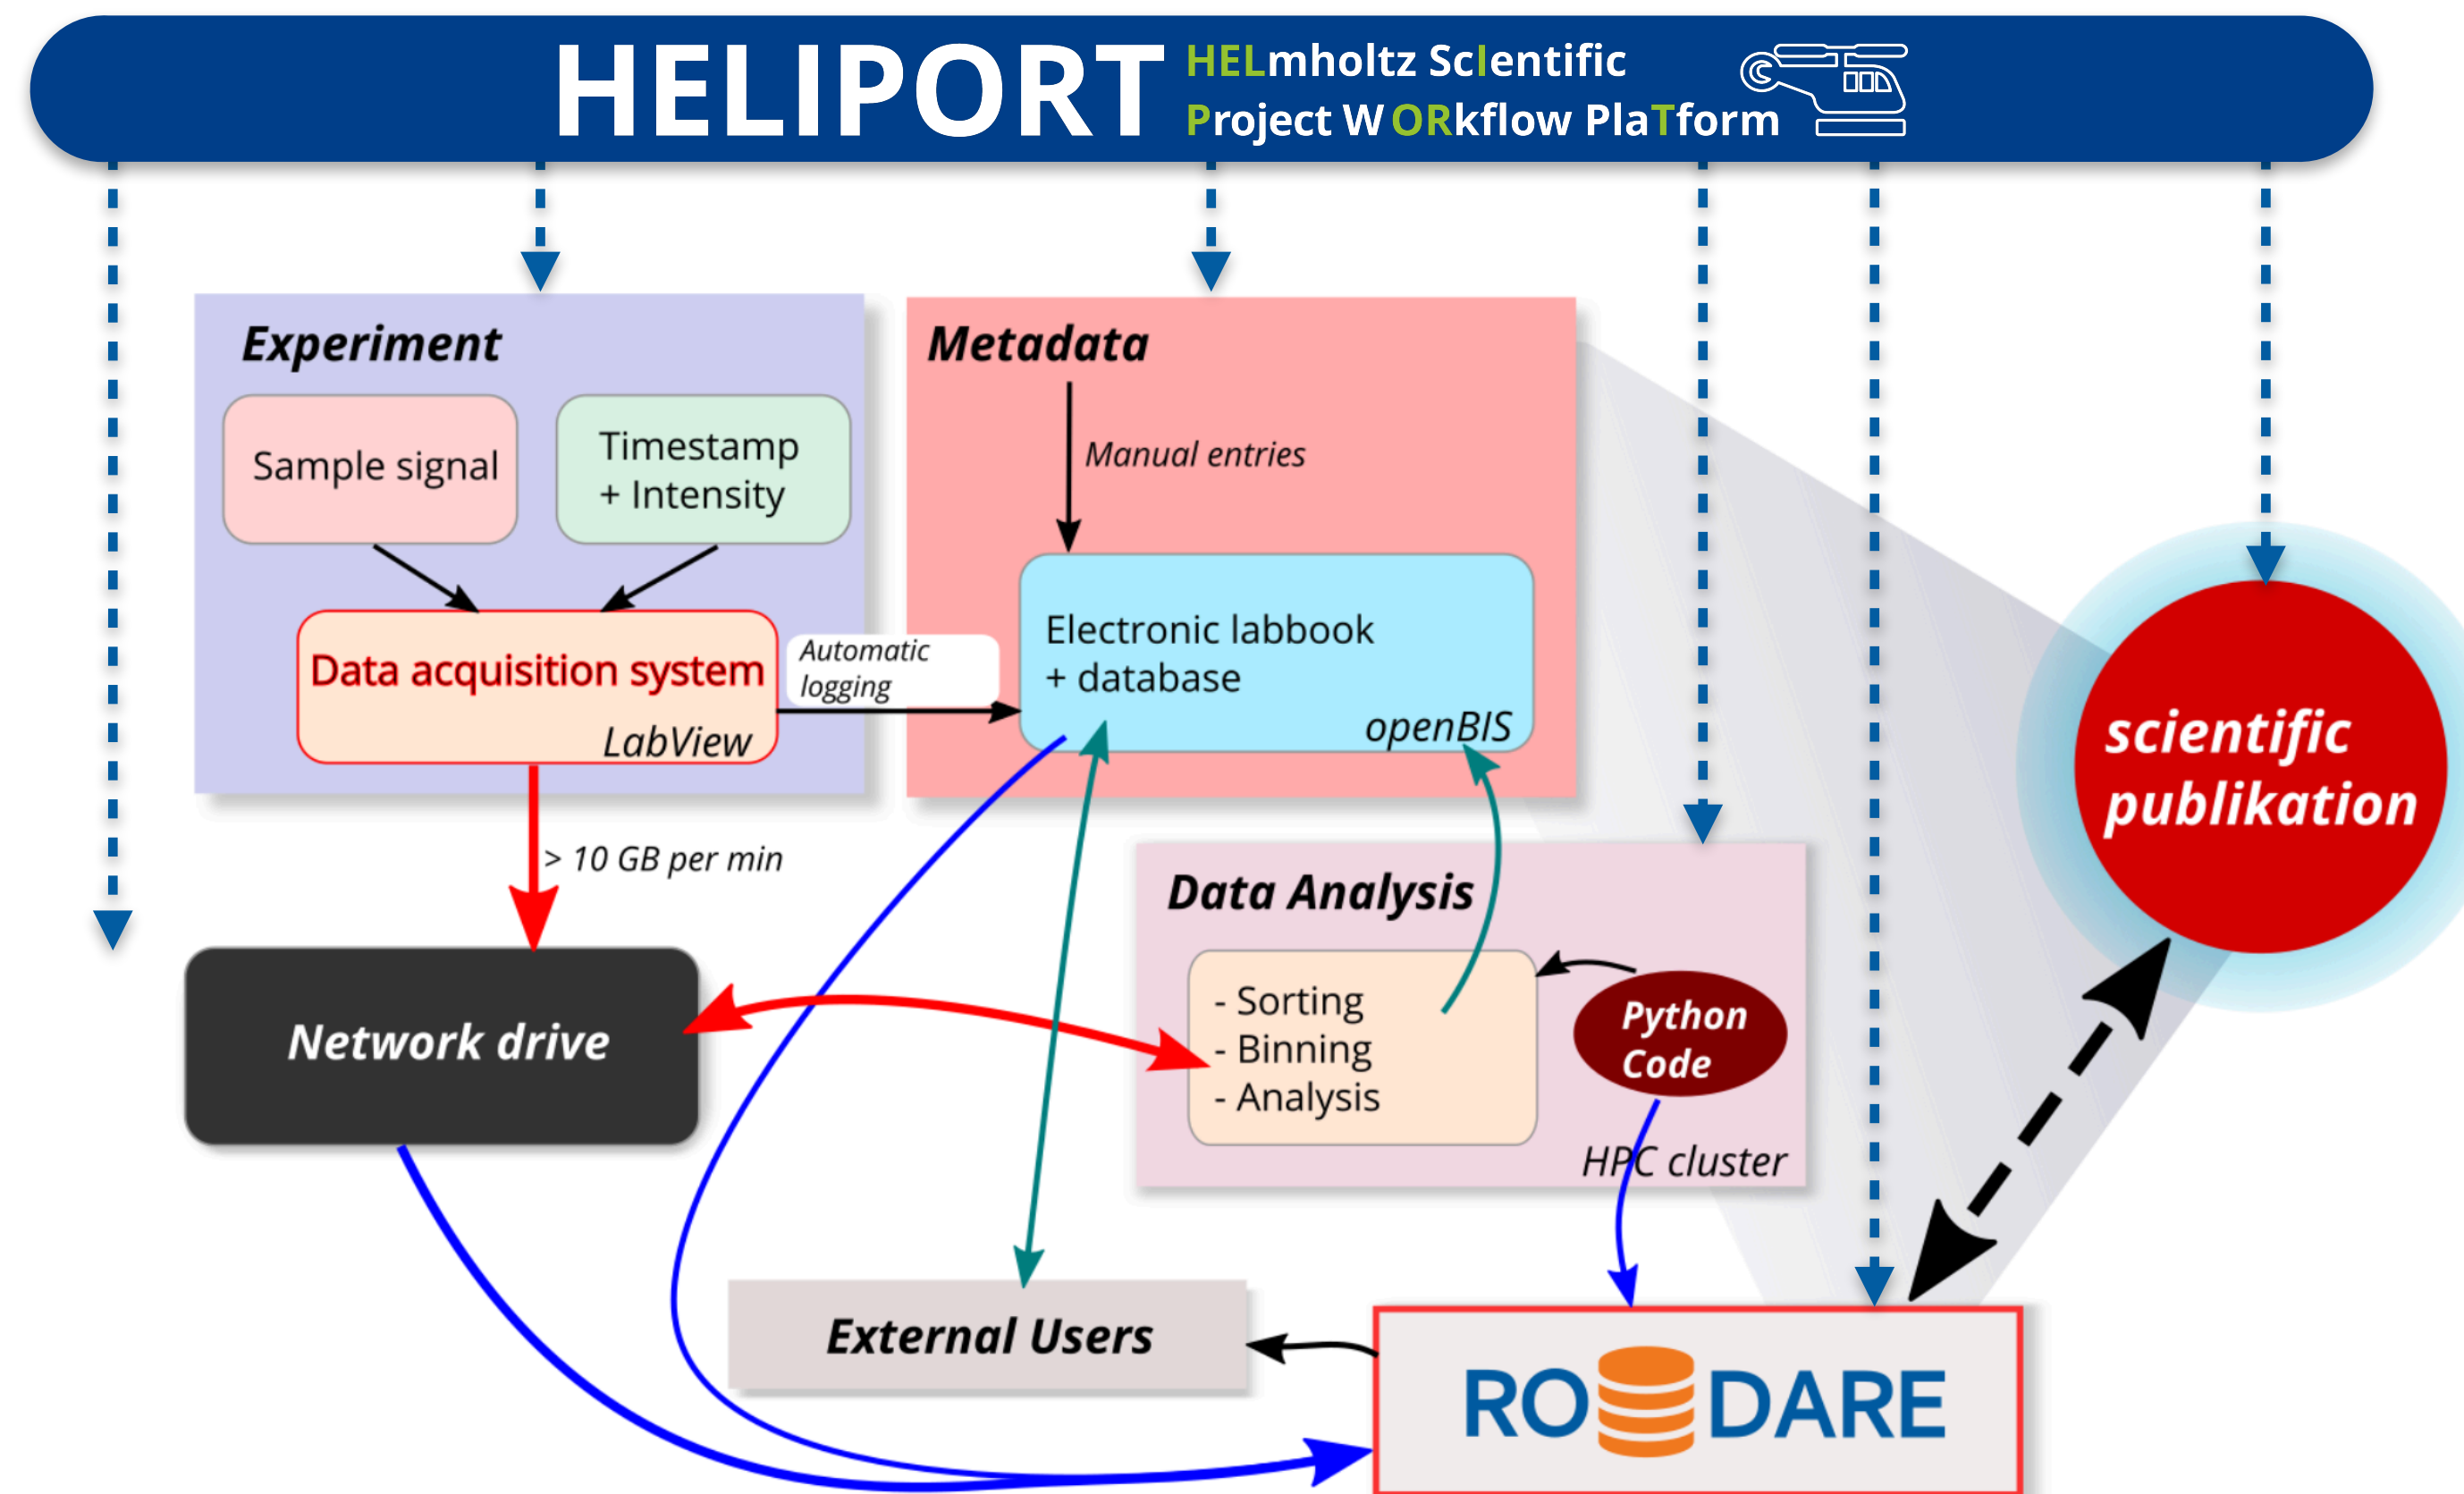 HELIPORT
HELmholtz ScIentific
Project WORkflow PlaTform
Experiment
Sample signal
Timestamp
+ Intensity
Data acquisition system
LabView
Automatic
logging
Metadata
Manual entries
Electronic labbook
+ database
openBIS
> 10 GB per min
Network drive
Data Analysis
- Sorting
- Binning
- Analysis
Python
Code
HPC cluster
scientific
publikation
External Users
RODARE